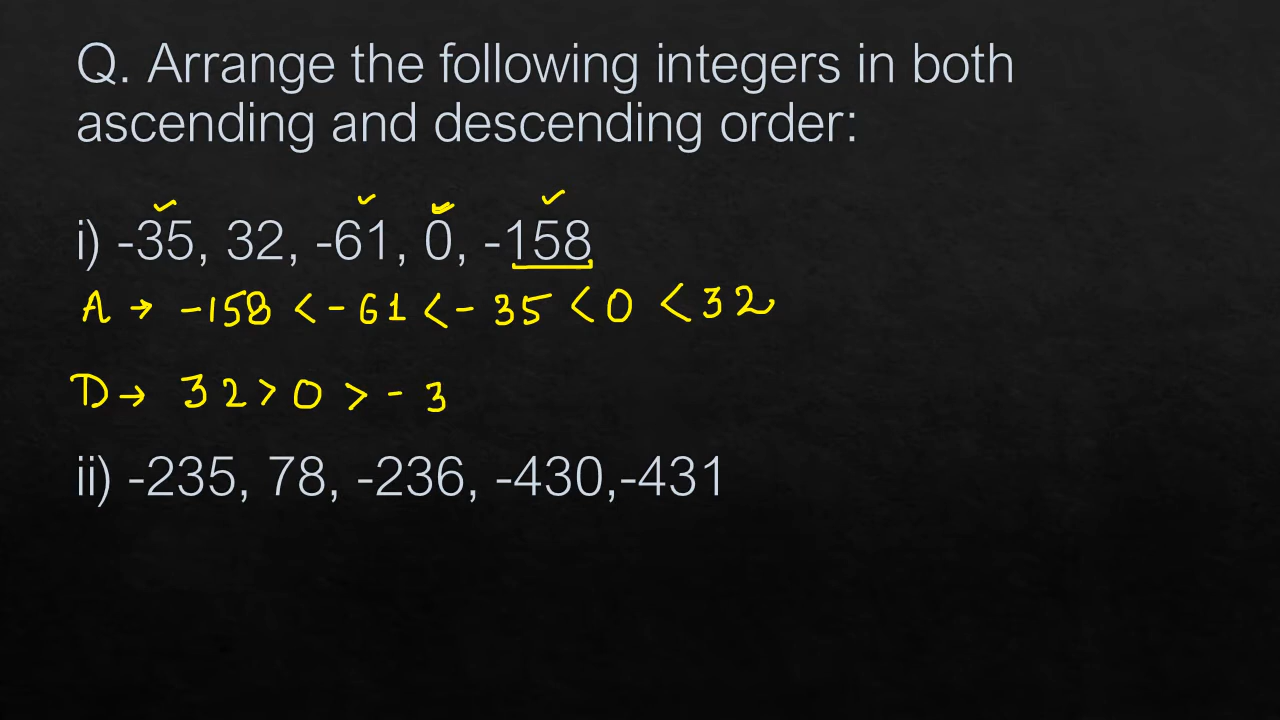 Q. Arrange the following integers in both
ascending and descending order:
i) -35, 32, -61, 0, -158
A → -158 < -61 < -35 < 0 < 32
D → 32 > 0 > - 3
ii) -235, 78, -236, -430,-431